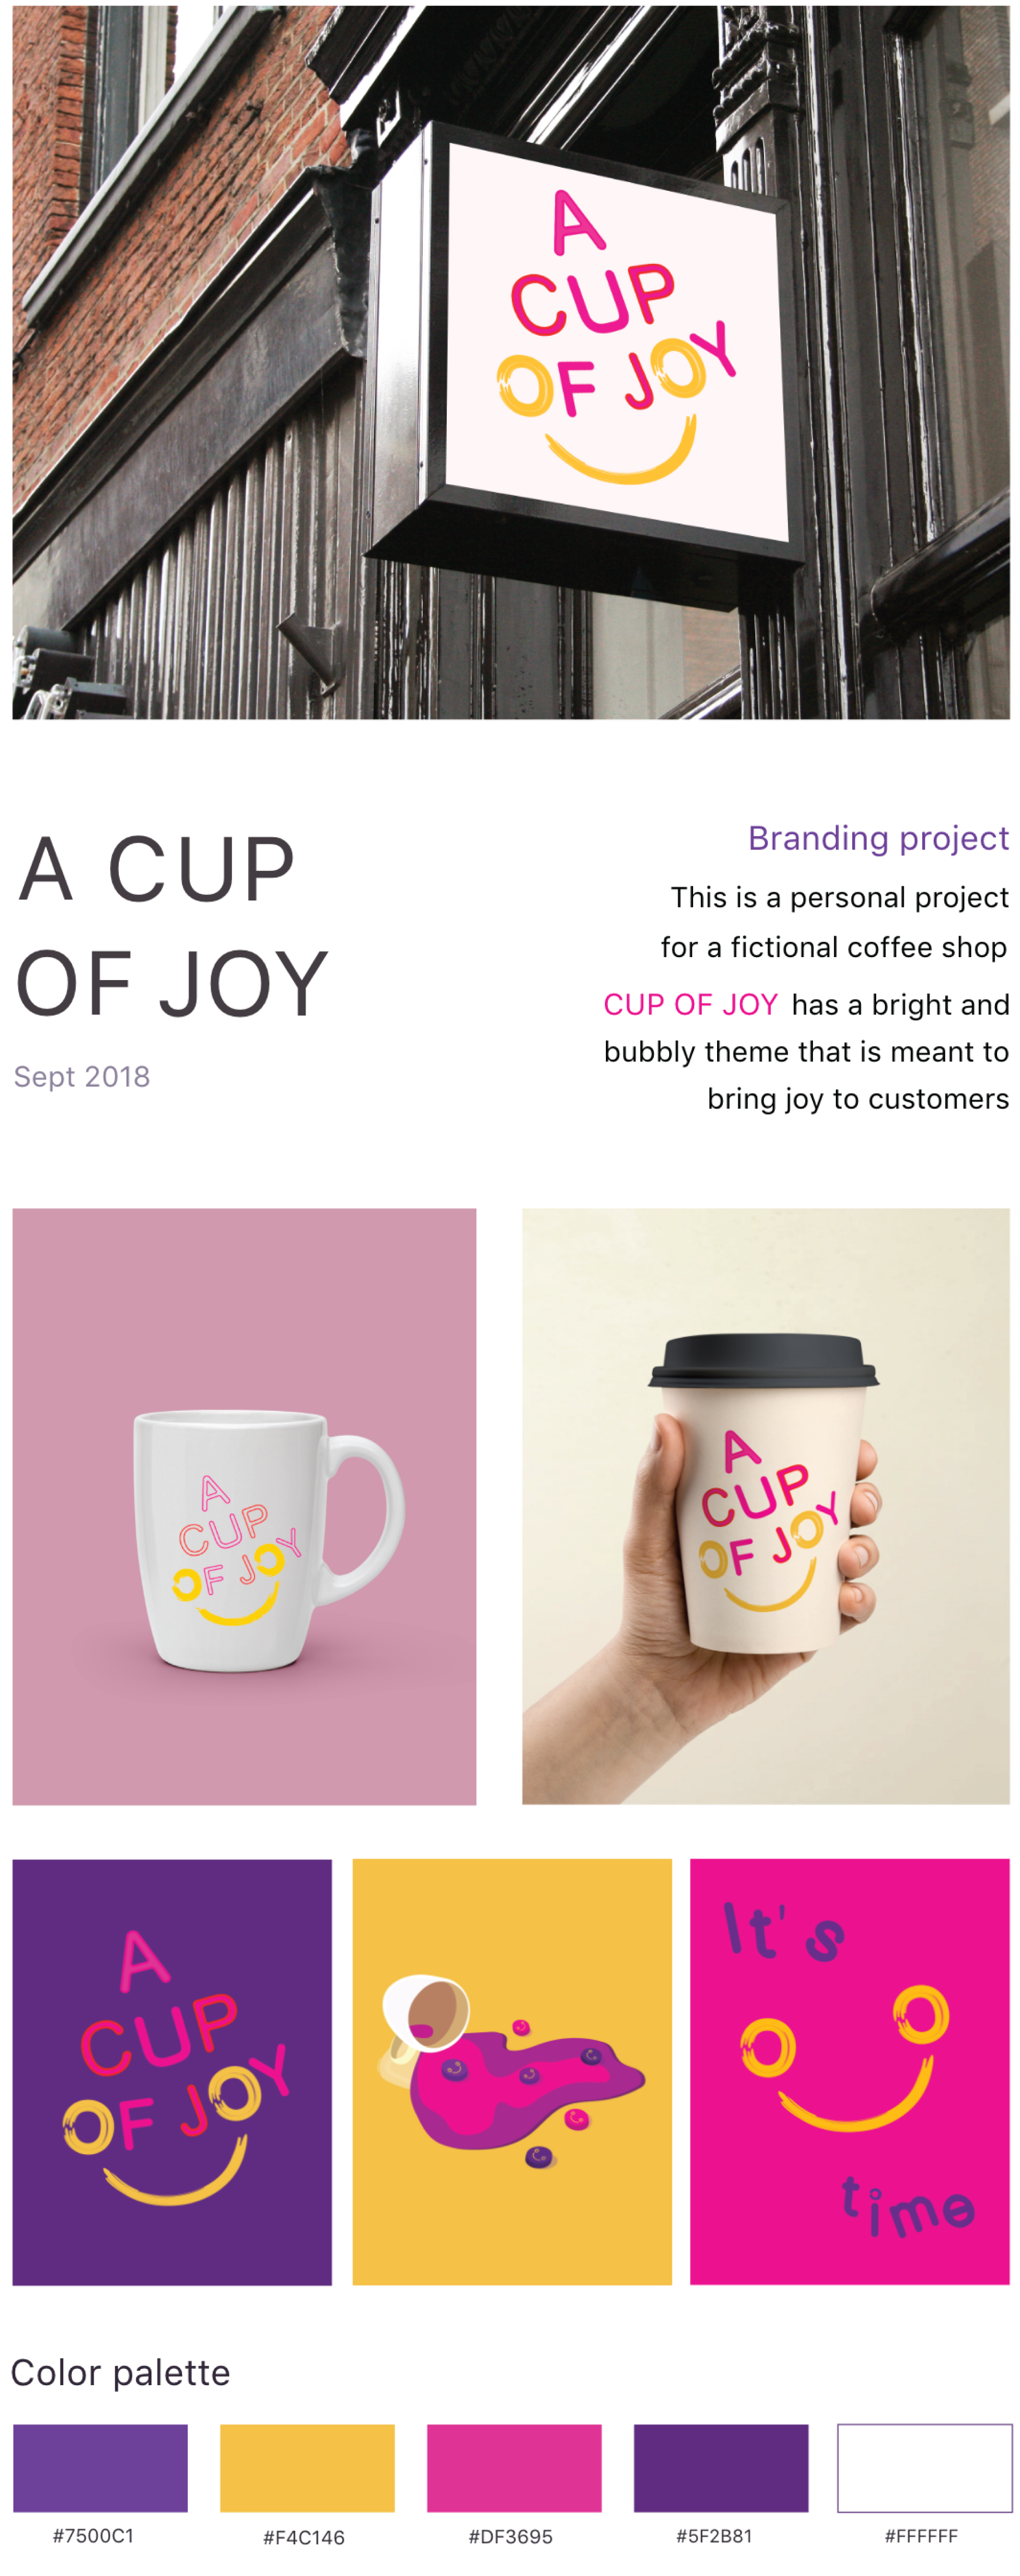 A
CUP
OF JOY
A CUP
OF JOY
Sept 2018
Branding project
This is a personal project
for a fictional coffee shop
CUP OF JOY has a bright and
bubbly theme that is meant to
bring joy to customers
A
CUP
OF JOY
A
CUP
OF JOY
A
CUP
OF JOY
It's
time
Color palette
#7500C1
#F4C146
#DF3695
#5F2B81
#FFFFFF